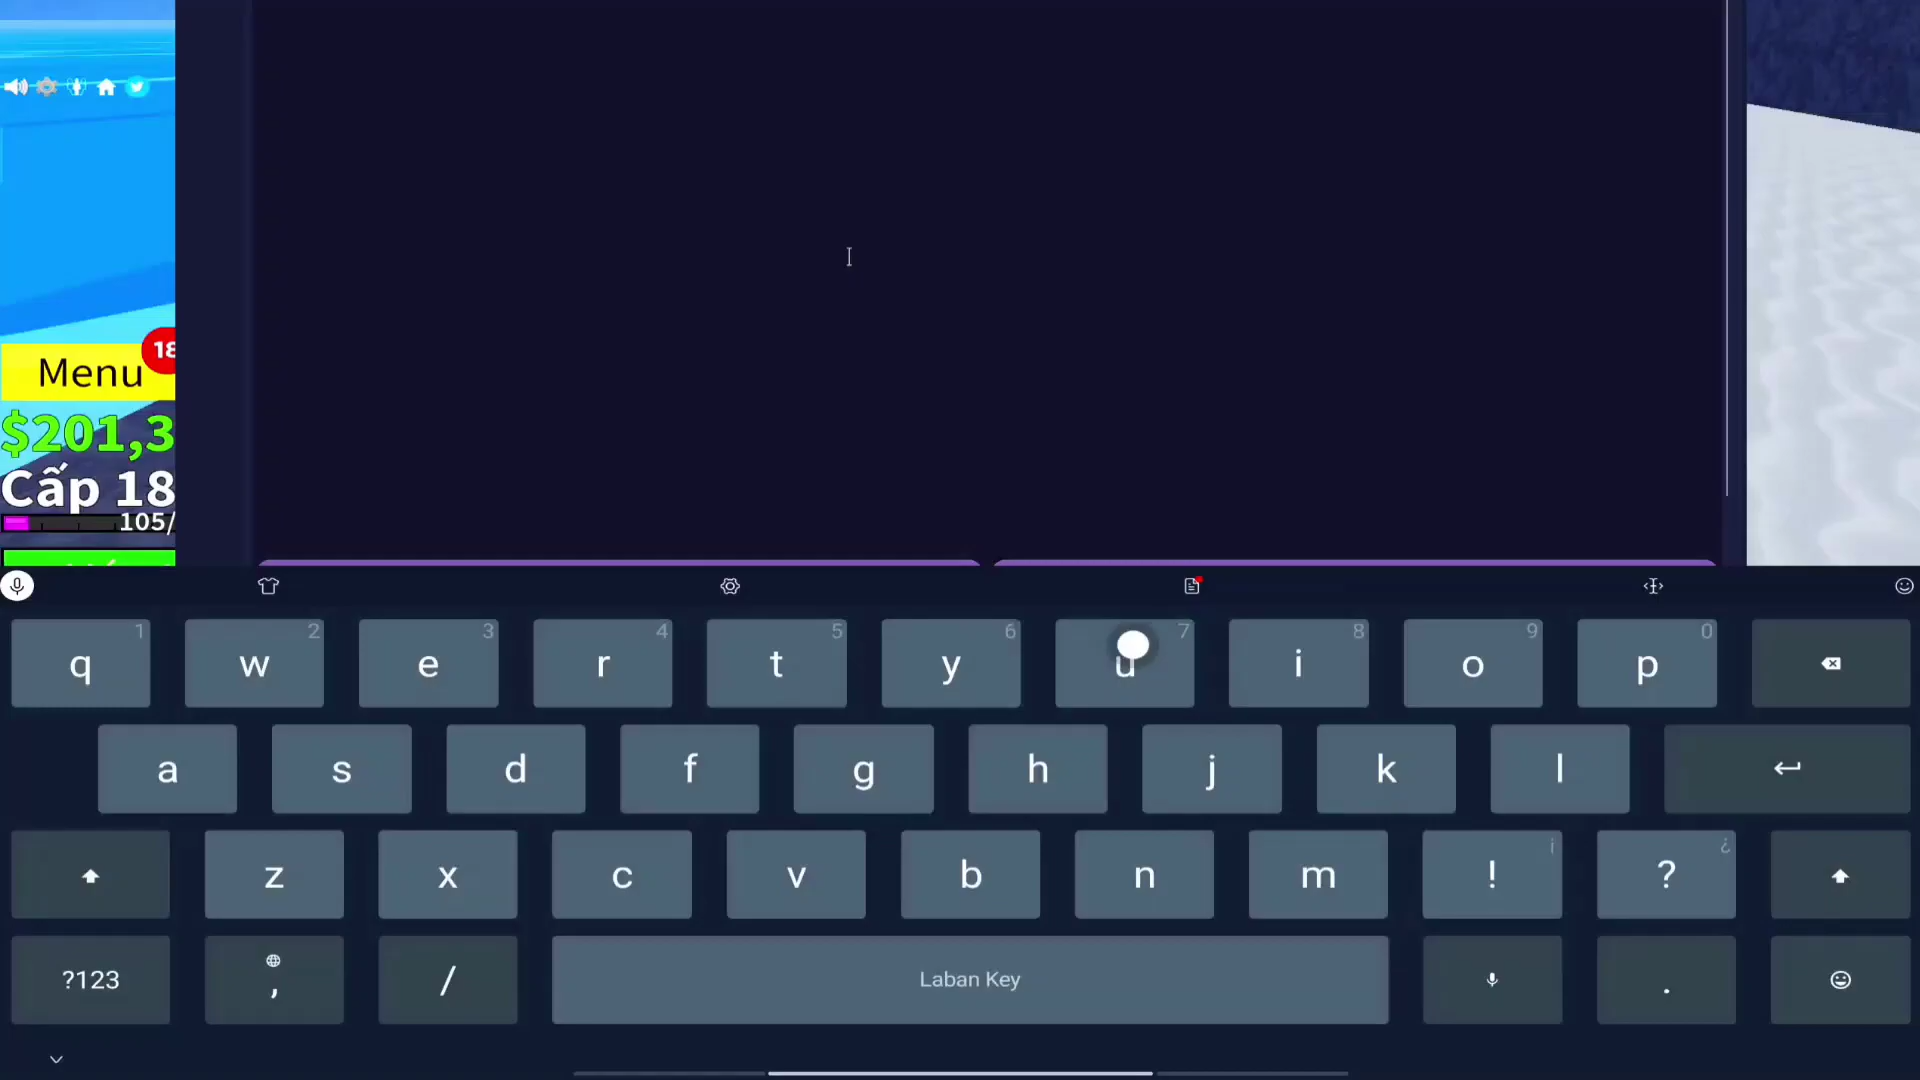 18
Menu
$201,3
Cấp 18
105/
1 2 3 4 5 6 7 8 9 0
q w e r t y u i o p
a s d f g h j k l
¡ ¿
z x c v b n m ! ?
?123 , / Laban Key .